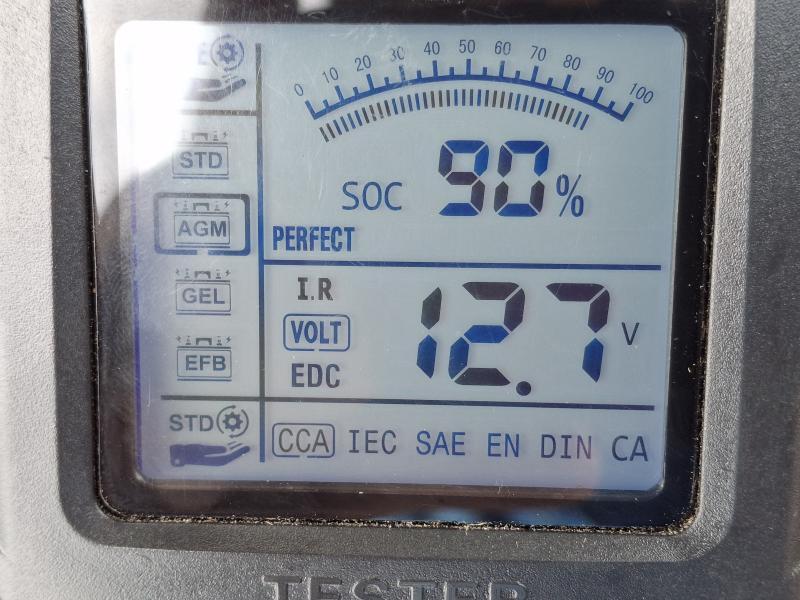 E
0 10 20 30 40 50 60 70 80 90 100
STD
SOC 90%
AGM
PERFECT
GEL
I.R
VOLT 12.7 V
EFB
EDC
STD
CCA IEC SAE EN DIN CA
TESTER